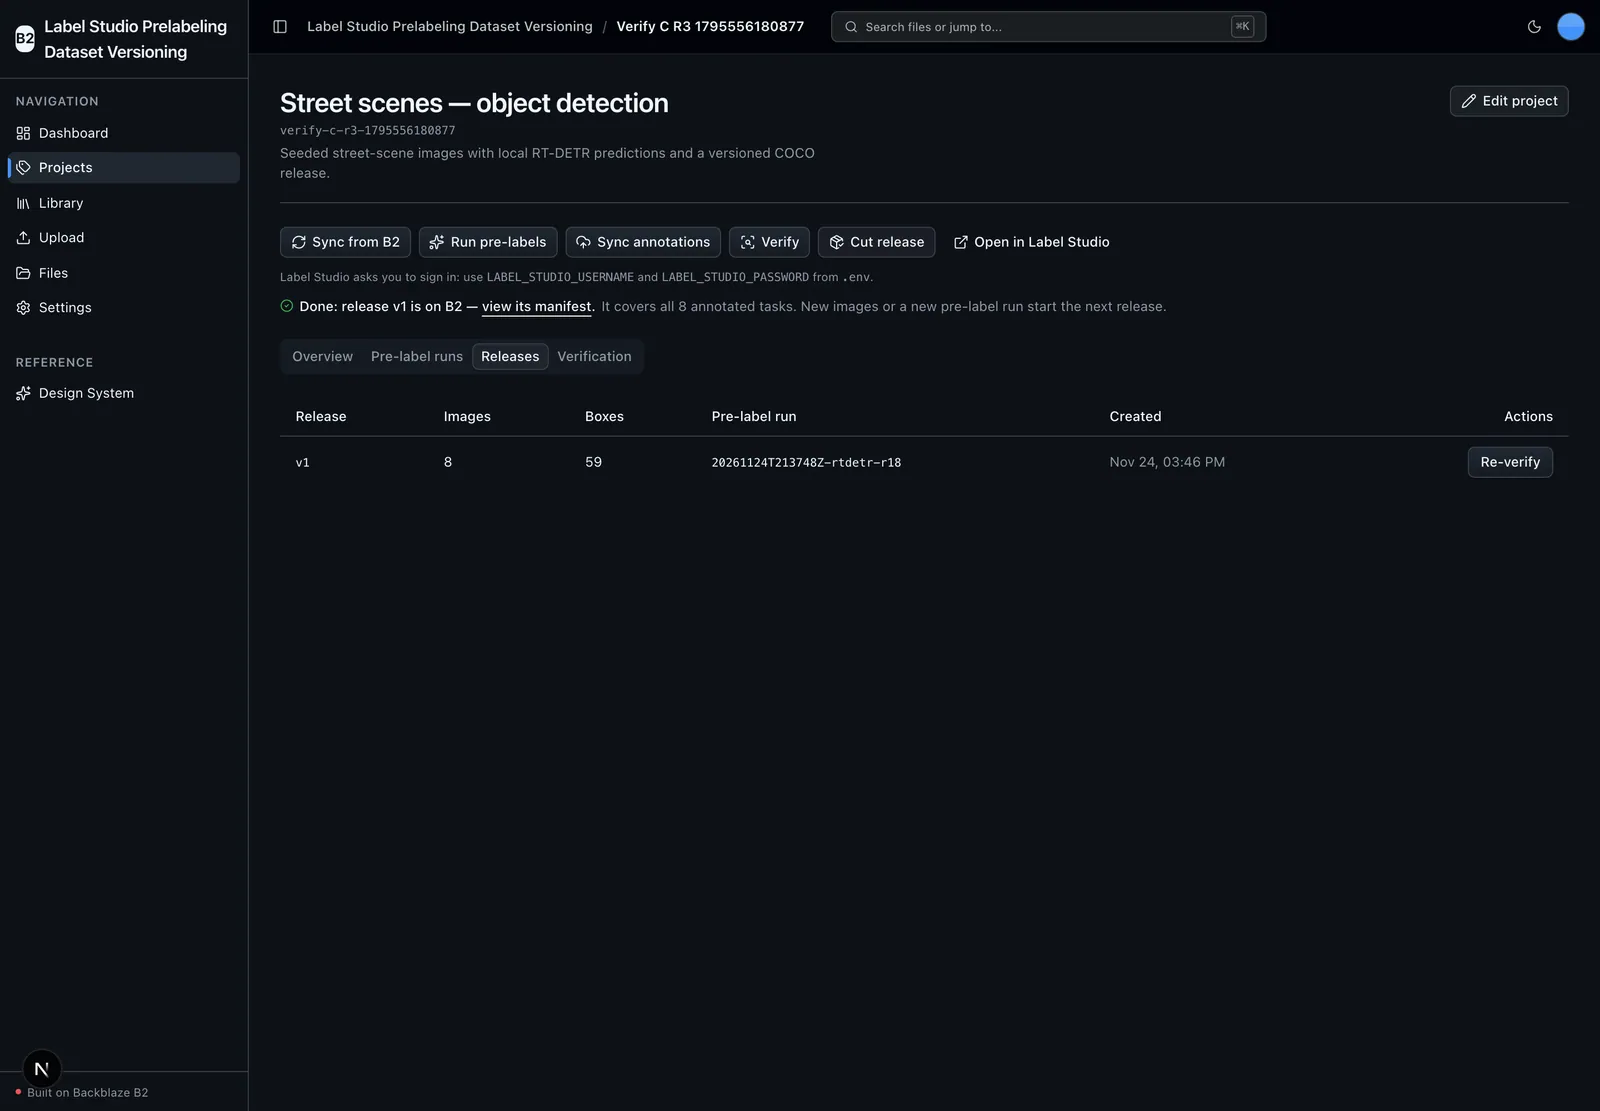 B2
Label Studio Prelabeling
Dataset Versioning
NAVIGATION
Dashboard
Projects
Library
Upload
Files
Settings
REFERENCE
Design System
N
Built on Backblaze B2
Label Studio Prelabeling Dataset Versioning / Verify C R3 1795556180877
Search files or jump to...
⌘K
Street scenes — object detection
Edit project
verify-c-r3-1795556180877
Seeded street-scene images with local RT-DETR predictions and a versioned COCO
release.
Sync from B2
Run pre-labels
Sync annotations
Verify
Cut release
Open in Label Studio
Label Studio asks you to sign in: use LABEL_STUDIO_USERNAME and LABEL_STUDIO_PASSWORD from .env.
Done: release v1 is on B2 — view its manifest. It covers all 8 annotated tasks. New images or a new pre-label run start the next release.
Overview
Pre-label runs
Releases
Verification
Release Images Boxes Pre-label run Created Actions
v1 8 59 20261124T213748Z-rtdetr-r18 Nov 24, 03:46 PM Re-verify